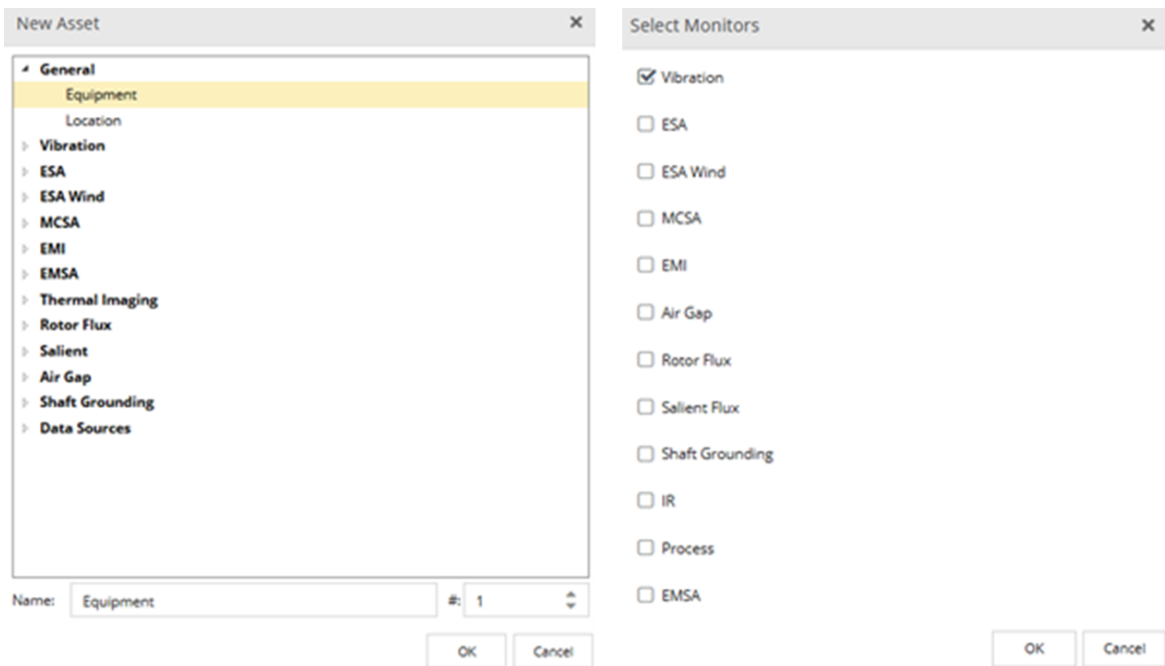 New Asset
General
Equipment
Location
Vibration
ESA
ESA Wind
MCSA
EMI
EMSA
Thermal Imaging
Rotor Flux
Salient
Air Gap
Shaft Grounding
Data Sources
Name: Equipment #: 1
OK Cancel
Select Monitors
Vibration
ESA
ESA Wind
MCSA
EMI
Air Gap
Rotor Flux
Salient Flux
Shaft Grounding
IR
Process
EMSA
OK Cancel